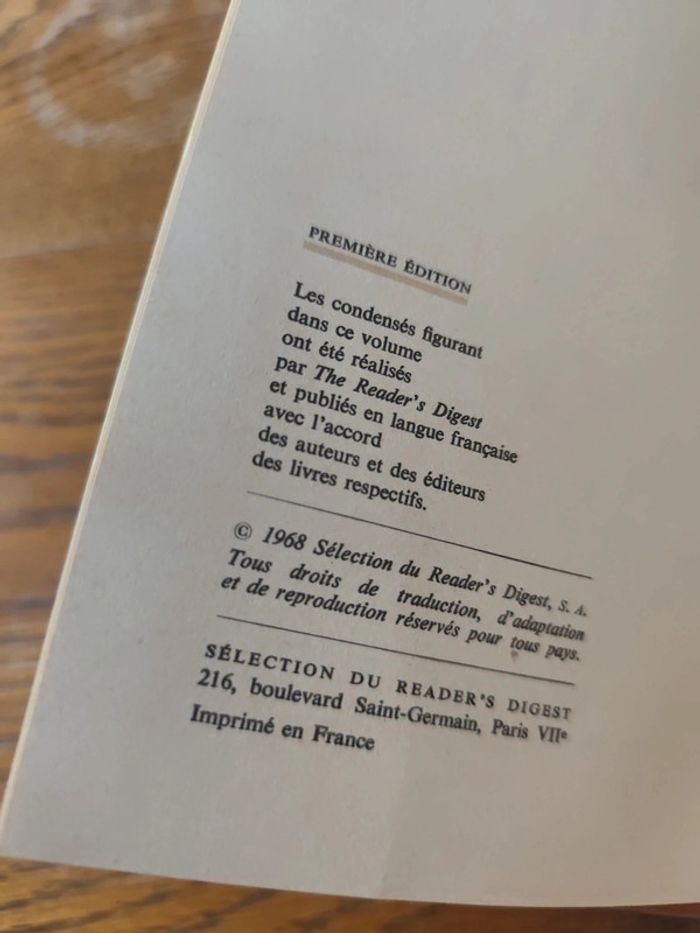 PREMIÈRE ÉDITION
Les condensés figurant
dans ce volume
ont été réalisés
par The Reader's Digest
et publiés en langue française
avec l'accord
des auteurs et des éditeurs
des livres respectifs.
© 1968 Sélection du Reader's Digest, S. A.
Tous droits de traduction, d'adaptation
et de reproduction réservés pour tous pays.
SÉLECTION DU READER'S DIGEST
216, boulevard Saint-Germain, Paris VIIe
Imprimé en France